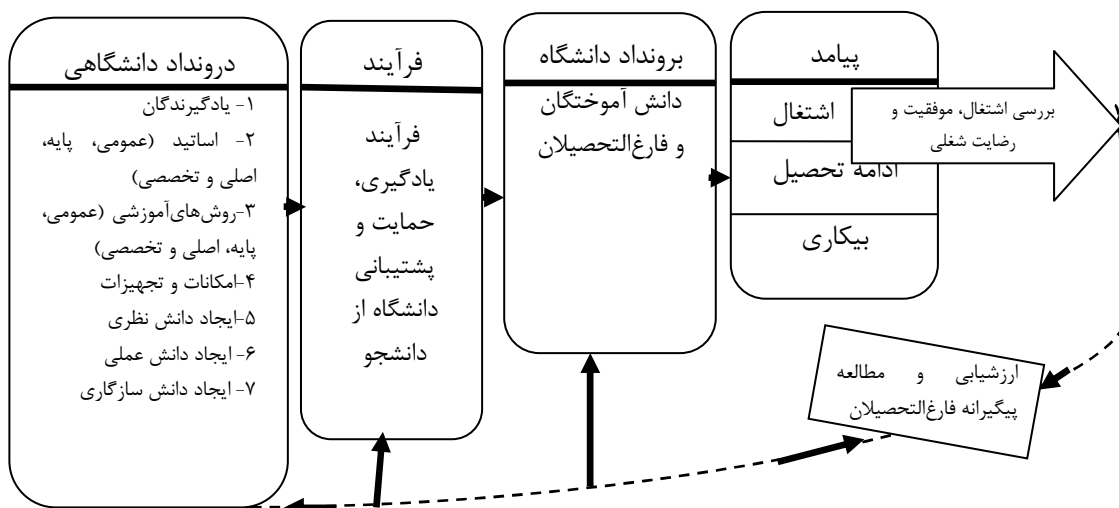 درونداد دانشگاهی
۱- یادگیرندگان
۲- اساتید (عمومی، پایه،
اصلی و تخصصی)
۳-روش‌های‌آموزشی (عمومی،
پایه، اصلی و تخصصی)
۴-امکانات و تجهیزات
۵-ایجاد دانش نظری
۶- ایجاد دانش عملی
۷- ایجاد دانش سازگاری
فرآیند
فرآیند
یادگیری،
حمایت و
پشتیبانی
دانشگاه از
دانشجو
برونداد دانشگاه
دانش آموختگان
و فارغ‌التحصیلان
پیامد
اشتغال
ادامه تحصیل
بیکاری
بررسی اشتغال، موفقیت و
رضایت شغلی
ارزشیابی و مطالعه
پیگیرانه فارغ‌التحصیلان